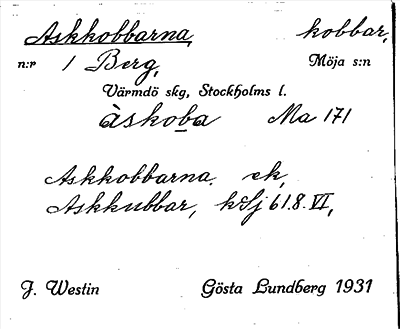 Askkobbarna, kobbar,
n:r 1 Berg, Möja s:n
Värmdö skg, Stockholms l.
àskoba Ma 171
Askkobbarna. ek,
Askkubbar, 61.8.VI,
J. Westin Gösta Lundberg 1931